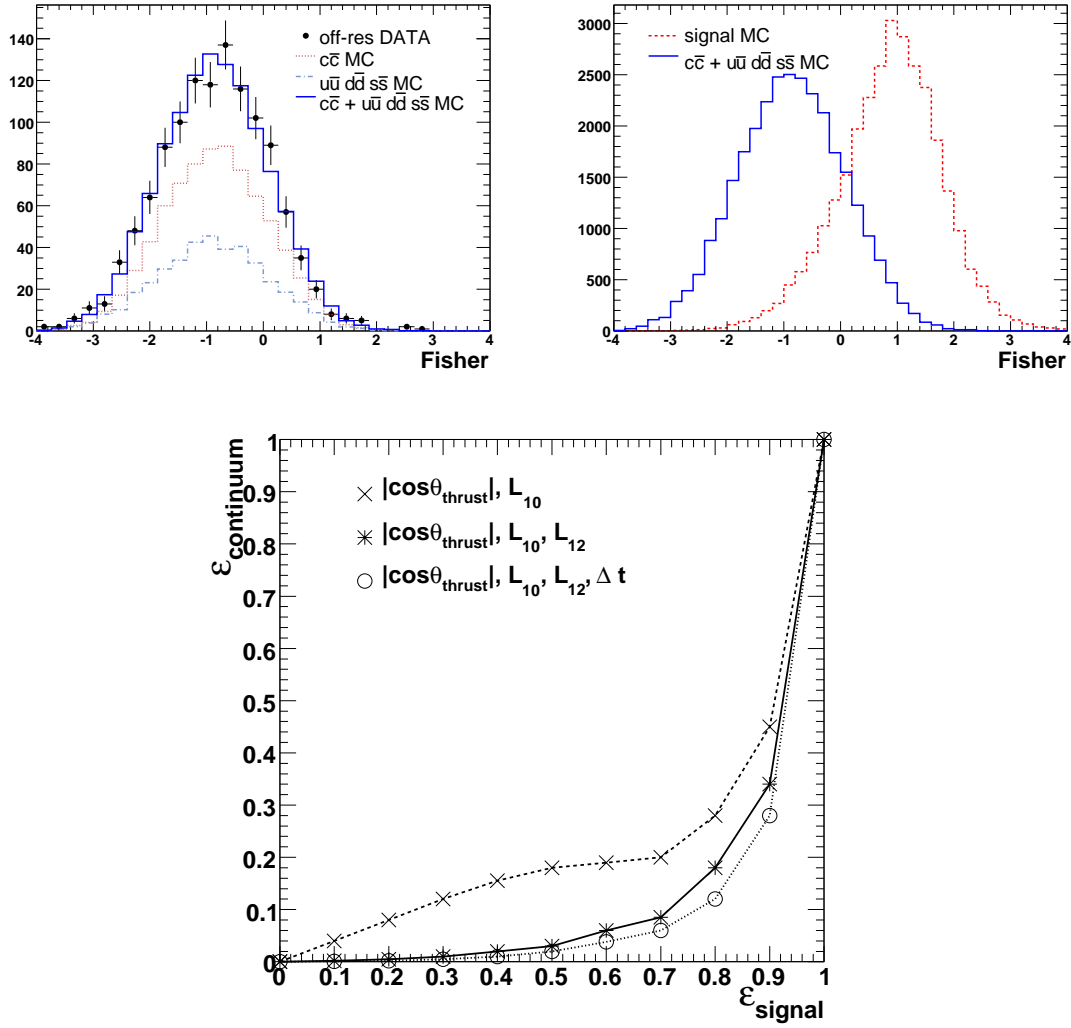 140
120
100
80
60
40
20
0
off-res DATA
cc̄ MC
uū dd̄ ss̄ MC
cc̄ + uū dd̄ ss̄ MC
-4 -3 -2 -1 0 1 2 3 4
Fisher
3000
2500
2000
1500
1000
500
0
signal MC
cc̄ + uū dd̄ ss̄ MC
-4 -3 -2 -1 0 1 2 3 4
Fisher
εcontinuum
1
0.9
0.8
0.7
0.6
0.5
0.4
0.3
0.2
0.1
0
|cosθthrust|, L10
|cosθthrust|, L10, L12
|cosθthrust|, L10, L12, Δ t
0 0.1 0.2 0.3 0.4 0.5 0.6 0.7 0.8 0.9 1
εsignal